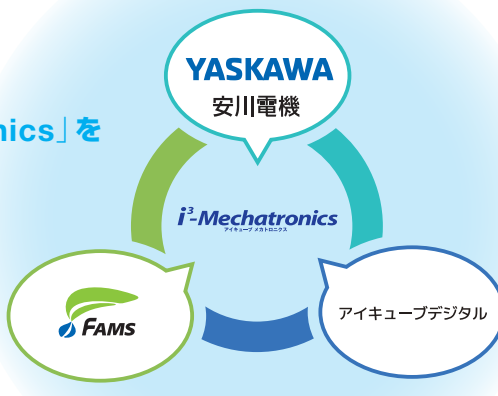 YASKAWA
安川電機
nics」を
i³-Mechatronics
アイキューブ メカトロニクス
FAMS
アイキューブデジタル